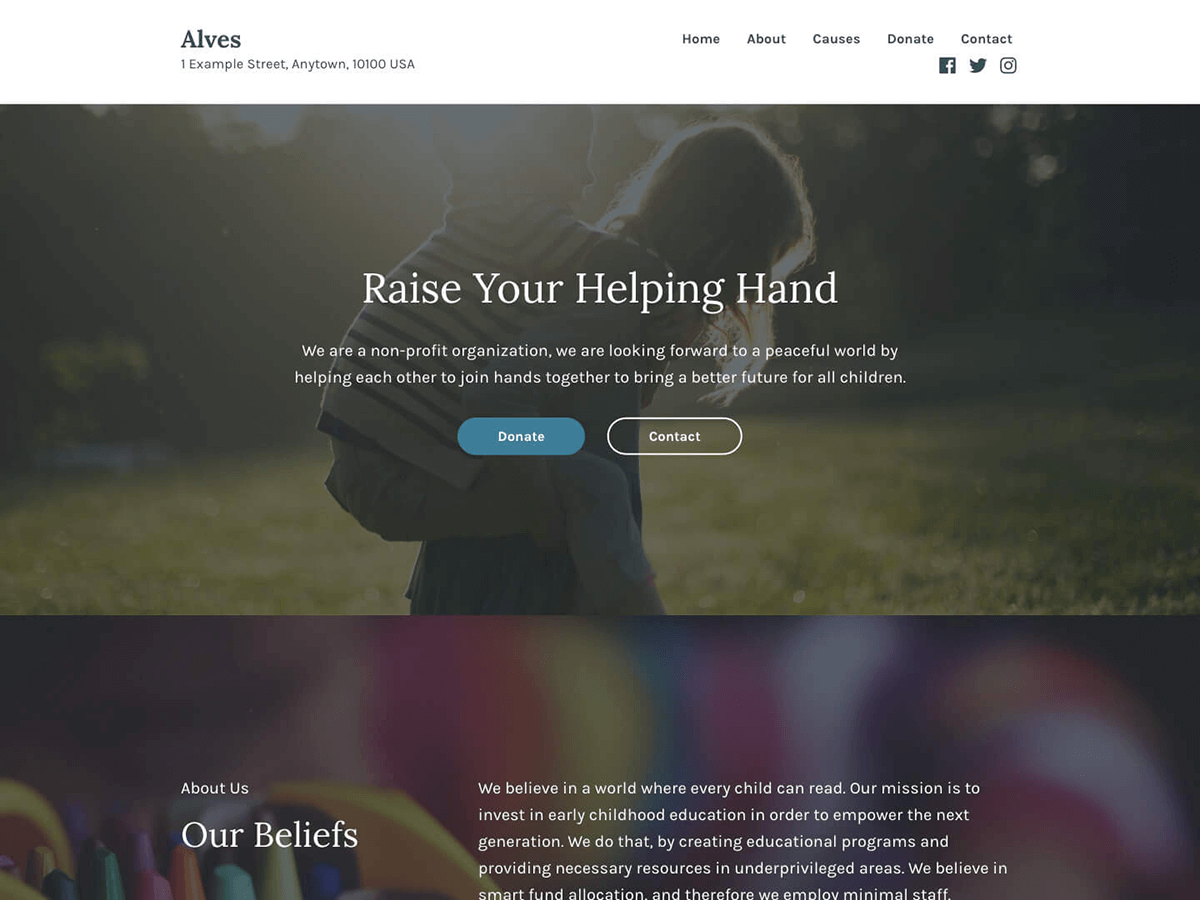 Alves
1 Example Street, Anytown, 10100 USA
Home About Causes Donate Contact
Raise Your Helping Hand
We are a non-profit organization, we are looking forward to a peaceful world by
helping each other to join hands together to bring a better future for all children.
Donate Contact
About Us
Our Beliefs
We believe in a world where every child can read. Our mission is to
invest in early childhood education in order to empower the next
generation. We do that, by creating educational programs and
providing necessary resources in underprivileged areas. We believe in
smart fund allocation, and therefore we employ minimal staff,